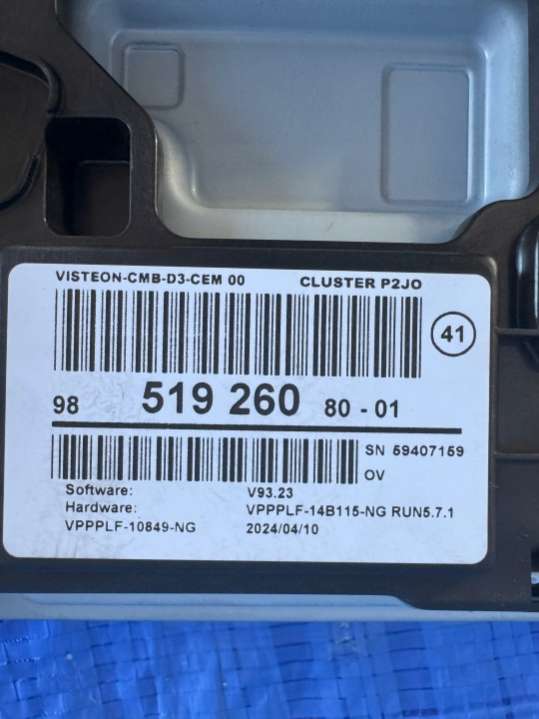 VISTEON-CMB-D3-CEM 00 CLUSTER P2JO
41
98 519 260 80 - 01
SN 59407159
OV
Software: V93.23
Hardware: VPPPLF-14B115-NG RUN5.7.1
VPPPLF-10849-NG 2024/04/10